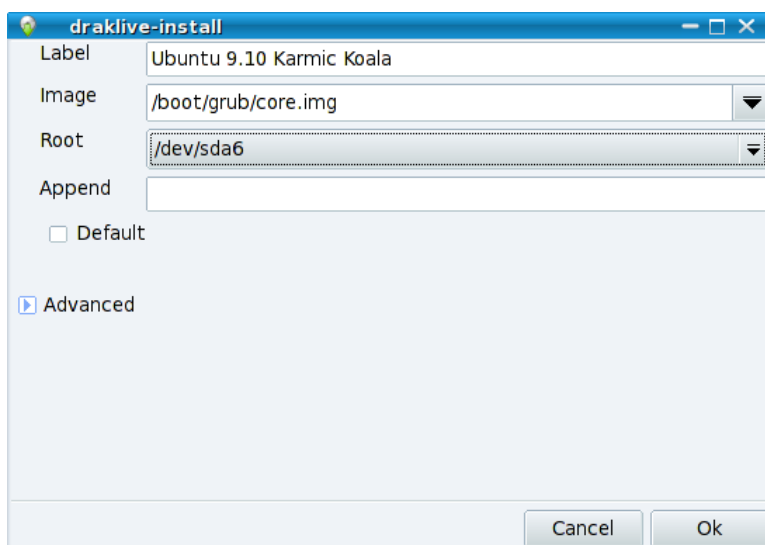 draklive-install
Label Ubuntu 9.10 Karmic Koala
Image /boot/grub/core.img
Root /dev/sda6
Append
Default
Advanced
Cancel Ok